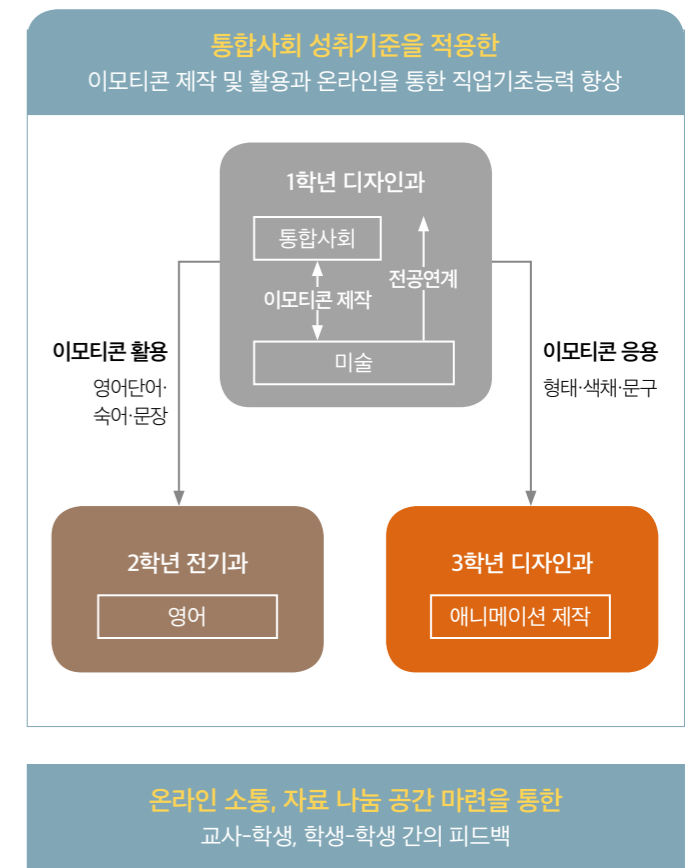 통합사회 성취기준을 적용한
이모티콘 제작 및 활용과 온라인을 통한 직업기초능력 향상
1학년 디자인과
통합사회
전공연계
이모티콘 제작
미술
이모티콘 활용
영어단어·
숙어·문장
이모티콘 응용
형태·색채·문구
2학년 전기과
영어
3학년 디자인과
애니메이션 제작
온라인 소통, 자료 나눔 공간 마련을 통한
교사-학생, 학생-학생 간의 피드백